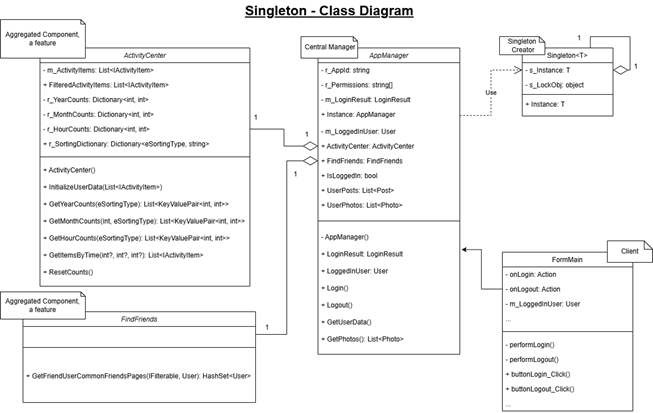 Singleton - Class Diagram
Aggregated Component,
a feature
ActivityCenter
- m_ActivityItems: List<IActivityItem>
+ FilteredActivityItems: List<IActivityItem>
- r_YearCounts: Dictionary<int, int>
- r_MonthCounts: Dictionary<int, int>
- r_HourCounts: Dictionary<int, int>
+ r_SortingDictionary: Dictionary<eSortingType, string>
+ ActivityCenter()
+ InitializeUserData(List<IActivityItem>)
+ GetYearCounts(eSortingType): List<KeyValuePair<int, int>>
+ GetMonthCounts(int, eSortingType): List<KeyValuePair<int, int>>
+ GetHourCounts(eSortingType): List<KeyValuePair<int, int>>
+ GetItemsByTime(int?, int?, int?): List<IActivityItem>
+ ResetCounts()
1
1
Central Manager
AppManager
- r_AppId: string
- r_Permissions: string[]
- m_LoginResult: LoginResult
+ Instance: AppManager
- m_LoggedInUser: User
+ ActivityCenter: ActivityCenter
+ FindFriends: FindFriends
+ IsLoggedIn: bool
+ UserPosts: List<Post>
+ UserPhotos: List<Photo>
- AppManager()
+ LoginResult: LoginResult
+ LoggedInUser: User
+ Login()
+ Logout()
+ GetUserData()
+ GetPhotos(): List<Photo>
Use
Singleton
Creator
Singleton<T>
- s_Instance: T
- s_LockObj: object
+ Instance: T
1
1
Client
FormMain
- onLogin: Action
- onLogout: Action
- m_LoggedInUser: User
...
- performLogin()
- performLogout()
+ buttonLogin_Click()
+ buttonLogout_Click()
...
Aggregated Component,
a feature
FindFriends
+ GetFriendUserCommonFriendsPages(IFilterable, User): HashSet<User>
1
1